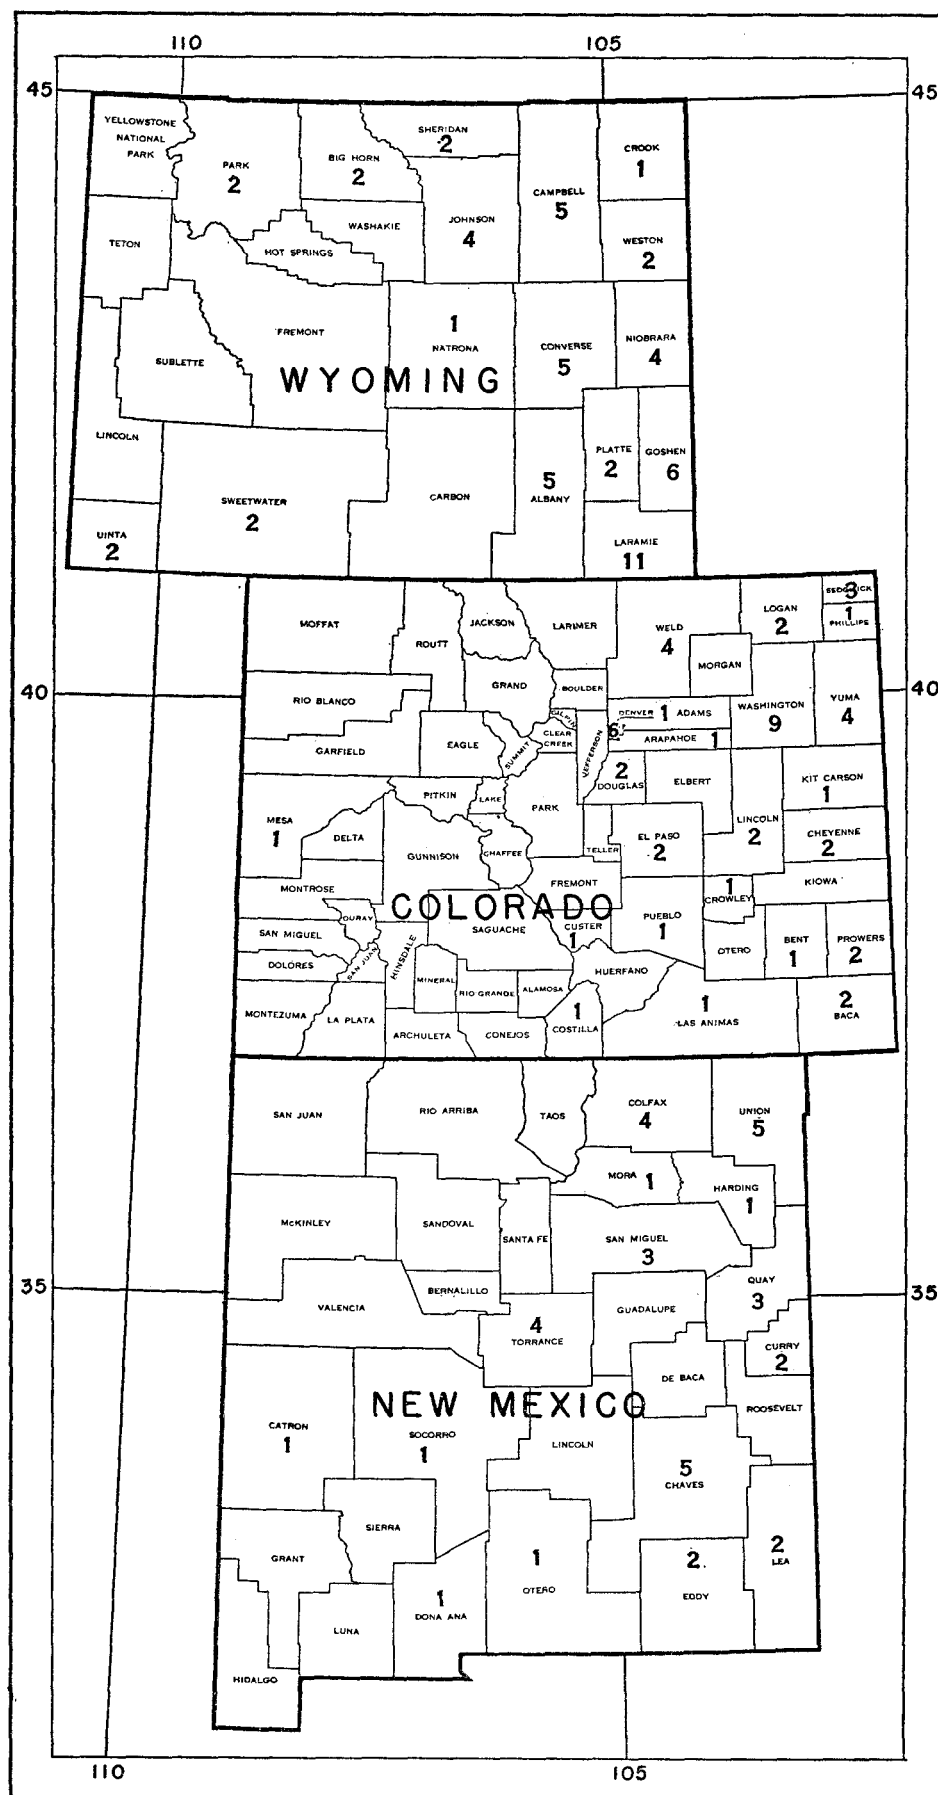 110 105
45 45
YELLOWSTONE
NATIONAL
PARK
PARK
2
BIG HORN
2
SHERIDAN
2
CAMPBELL
5
CROOK
1
TETON
HOT SPRINGS
WASHAKIE
JOHNSON
4
WESTON
2
SUBLETTE
FREMONT
1
NATRONA
CONVERSE
5
NIOBRARA
4
WYOMING
LINCOLN
SWEETWATER
2
CARBON
5
ALBANY
PLATTE
2
GOSHEN
6
UINTA
2
LARAMIE
11
MOFFAT
ROUTT
JACKSON
LARIMER
WELD
4
LOGAN
2
SEDGWICK
3
1
PHILLIPS
MORGAN
40 40
RIO BLANCO
GRAND
BOULDER
WASHINGTON
9
YUMA
4
GILPIN
DENVER 1 ADAMS
6
GARFIELD
EAGLE
SUMMIT
CLEAR
CREEK
JEFFERSON
ARAPAHOE 1
2
DOUGLAS
ELBERT
KIT CARSON
1
PITKIN
LAKE
PARK
MESA
1
DELTA
GUNNISON
CHAFFEE
TELLER
EL PASO
2
LINCOLN
2
CHEYENNE
2
MONTROSE
FREMONT
1
CROWLEY
KIOWA
OURAY
COLORADO
SAGUACHE
CUSTER
1
PUEBLO
1
OTERO
BENT
1
PROWERS
2
SAN MIGUEL
DOLORES
SAN JUAN
HINSDALE
MINERAL
RIO GRANDE
ALAMOSA
HUERFANO
MONTEZUMA
LA PLATA
ARCHULETA
CONEJOS
1
COSTILLA
1
LAS ANIMAS
2
BACA
SAN JUAN
RIO ARRIBA
TAOS
COLFAX
4
UNION
5
MORA 1
HARDING
1
McKINLEY
SANDOVAL
SANTA FE
SAN MIGUEL
3
35 35
VALENCIA
BERNALILLO
4
TORRANCE
GUADALUPE
QUAY
3
CURRY
2
DE BACA
NEW MEXICO
ROOSEVELT
CATRON
1
SOCORRO
1
LINCOLN
5
CHAVES
SIERRA
GRANT
1
OTERO
2
EDDY
2
LEA
LUNA
1
DONA ANA
HIDALGO
110 105